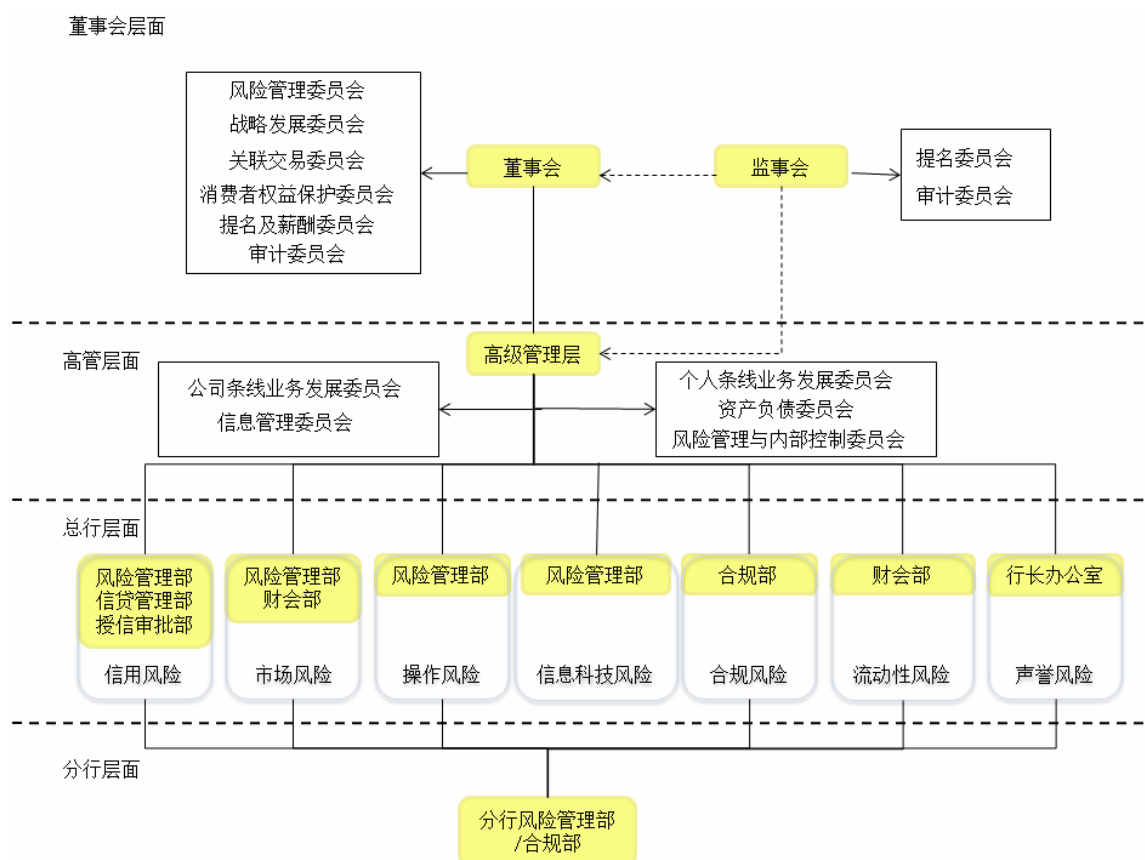 董事会层面
风险管理委员会
战略发展委员会
关联交易委员会
消费者权益保护委员会
提名及薪酬委员会
审计委员会
董事会
监事会
提名委员会
审计委员会
高管层面
高级管理层
公司条线业务发展委员会
信息管理委员会
个人条线业务发展委员会
资产负债委员会
风险管理与内部控制委员会
总行层面
风险管理部
信贷管理部
授信审批部
信用风险
风险管理部
财会部
市场风险
风险管理部
操作风险
风险管理部
信息科技风险
合规部
合规风险
财会部
流动性风险
行长办公室
声誉风险
分行层面
分行风险管理部
/合规部